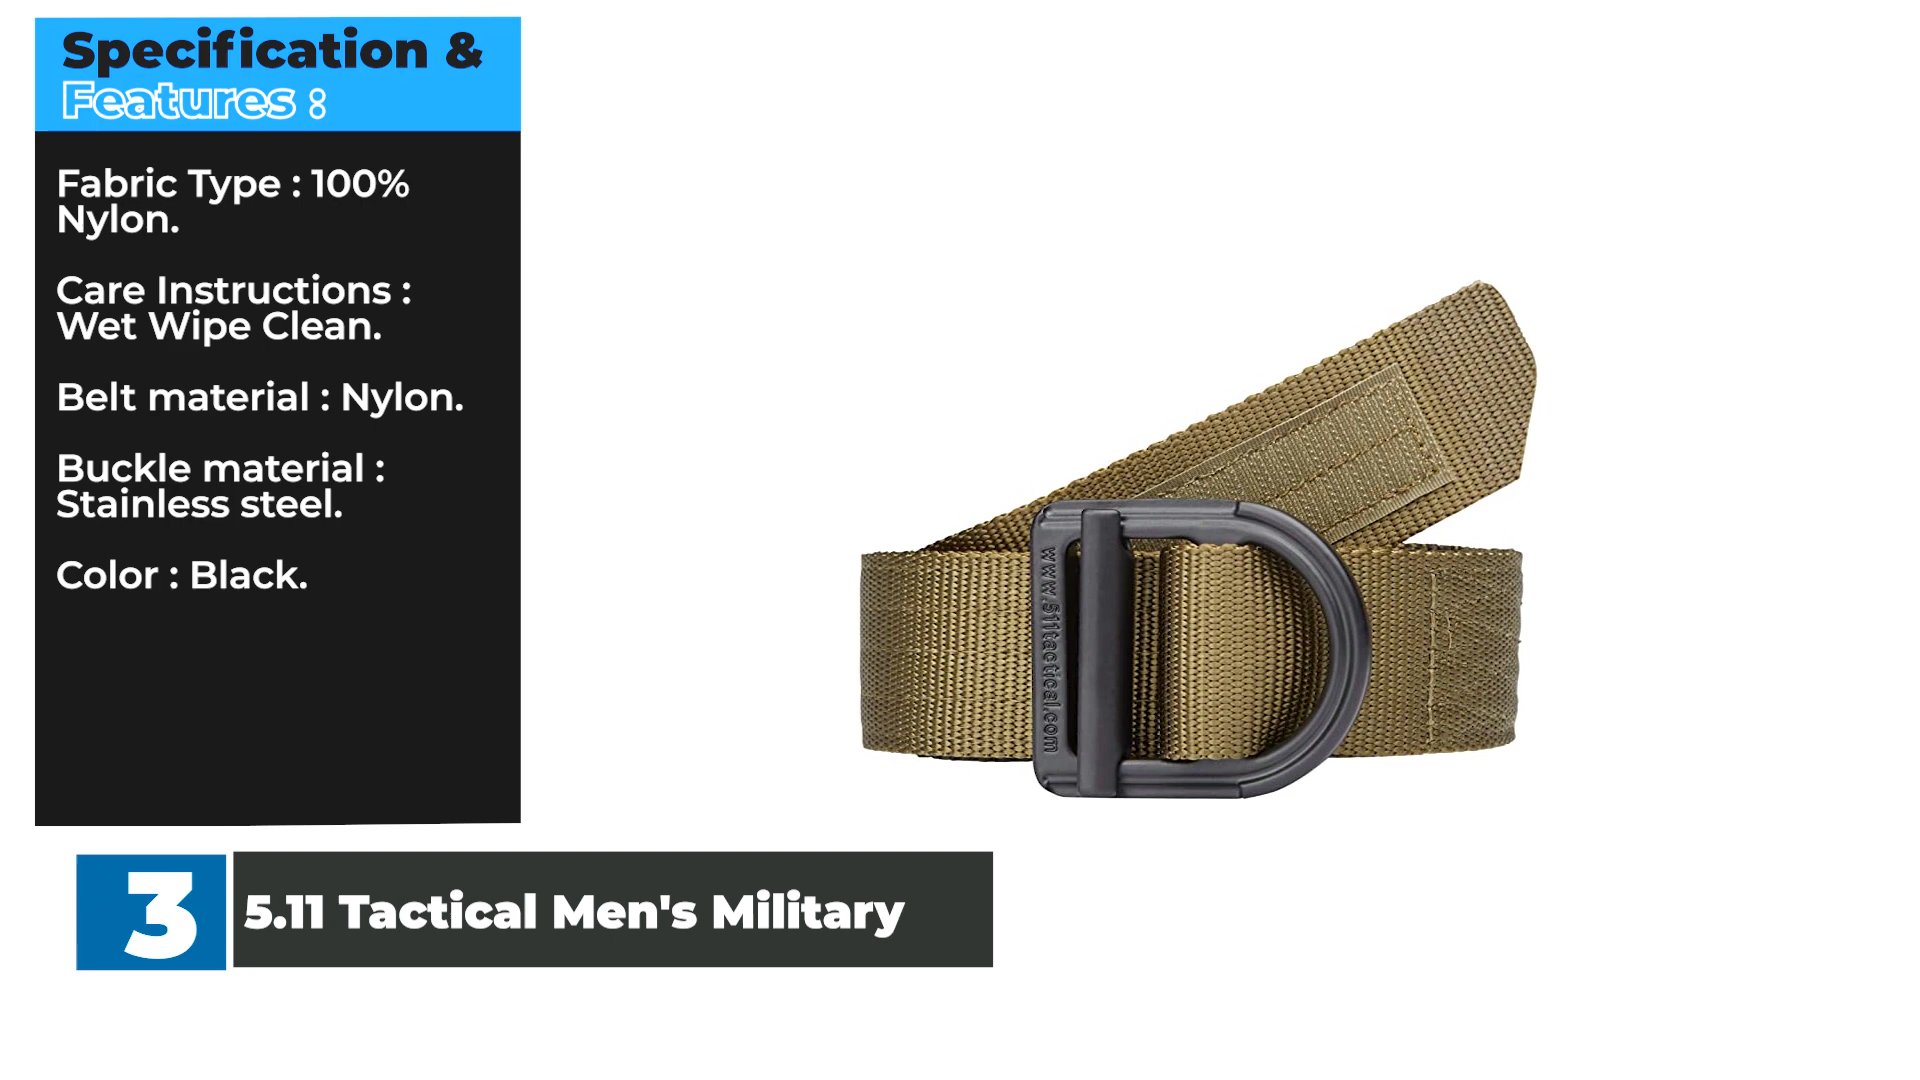 Specification &
Features :
Fabric Type : 100%
Nylon.
Care Instructions :
Wet Wipe Clean.
Belt material : Nylon.
Buckle material :
Stainless steel.
Color : Black.
www.511tactical.com
3
5.11 Tactical Men's Military